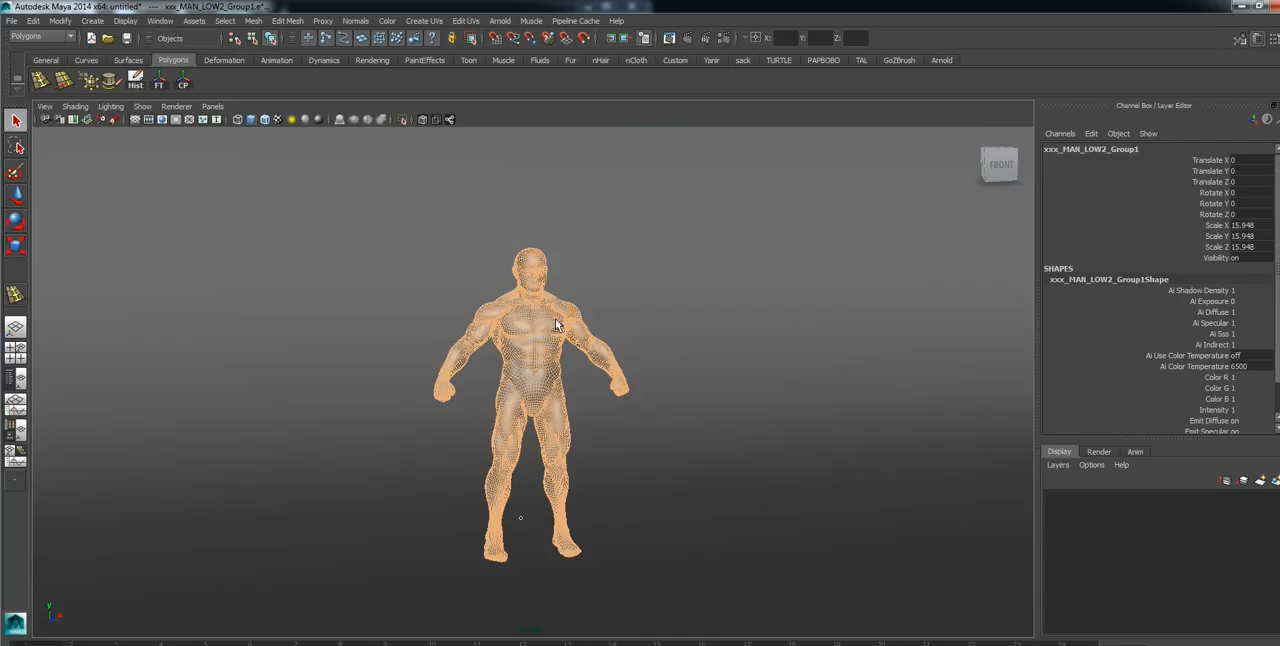 Autodesk Maya 2014 x64: untitled* --- xxx_MAN_LOW2_Group1.e*...
File Edit Modify Create Display Window Assets Select Mesh Edit Mesh Proxy Normals Color Create UVs Edit UVs Arnold Muscle Pipeline Cache Help
Polygons Objects X: Y: Z:
General Curves Surfaces Polygons Deformation Animation Dynamics Rendering PaintEffects Toon Muscle Fluids Fur nHair nCloth Custom Yanir sack TURTLE PAPBOBO TAL GoZBrush Arnold
Hist FT CP
View Shading Lighting Show Renderer Panels
FRONT
Channel Box / Layer Editor
Channels Edit Object Show
xxx_MAN_LOW2_Group1
Translate X 0
Translate Y 0
Translate Z 0
Rotate X 0
Rotate Y 0
Rotate Z 0
Scale X 15.948
Scale Y 15.948
Scale Z 15.948
Visibility on
SHAPES
xxx_MAN_LOW2_Group1Shape
Ai Shadow Density 1
Ai Exposure 0
Ai Diffuse 1
Ai Specular 1
Ai Sss 1
Ai Indirect 1
Ai Use Color Temperature off
Ai Color Temperature 6500
Color R 1
Color G 1
Color B 1
Intensity 1
Emit Diffuse on
Emit Specular on
Display Render Anim
Layers Options Help
y
x